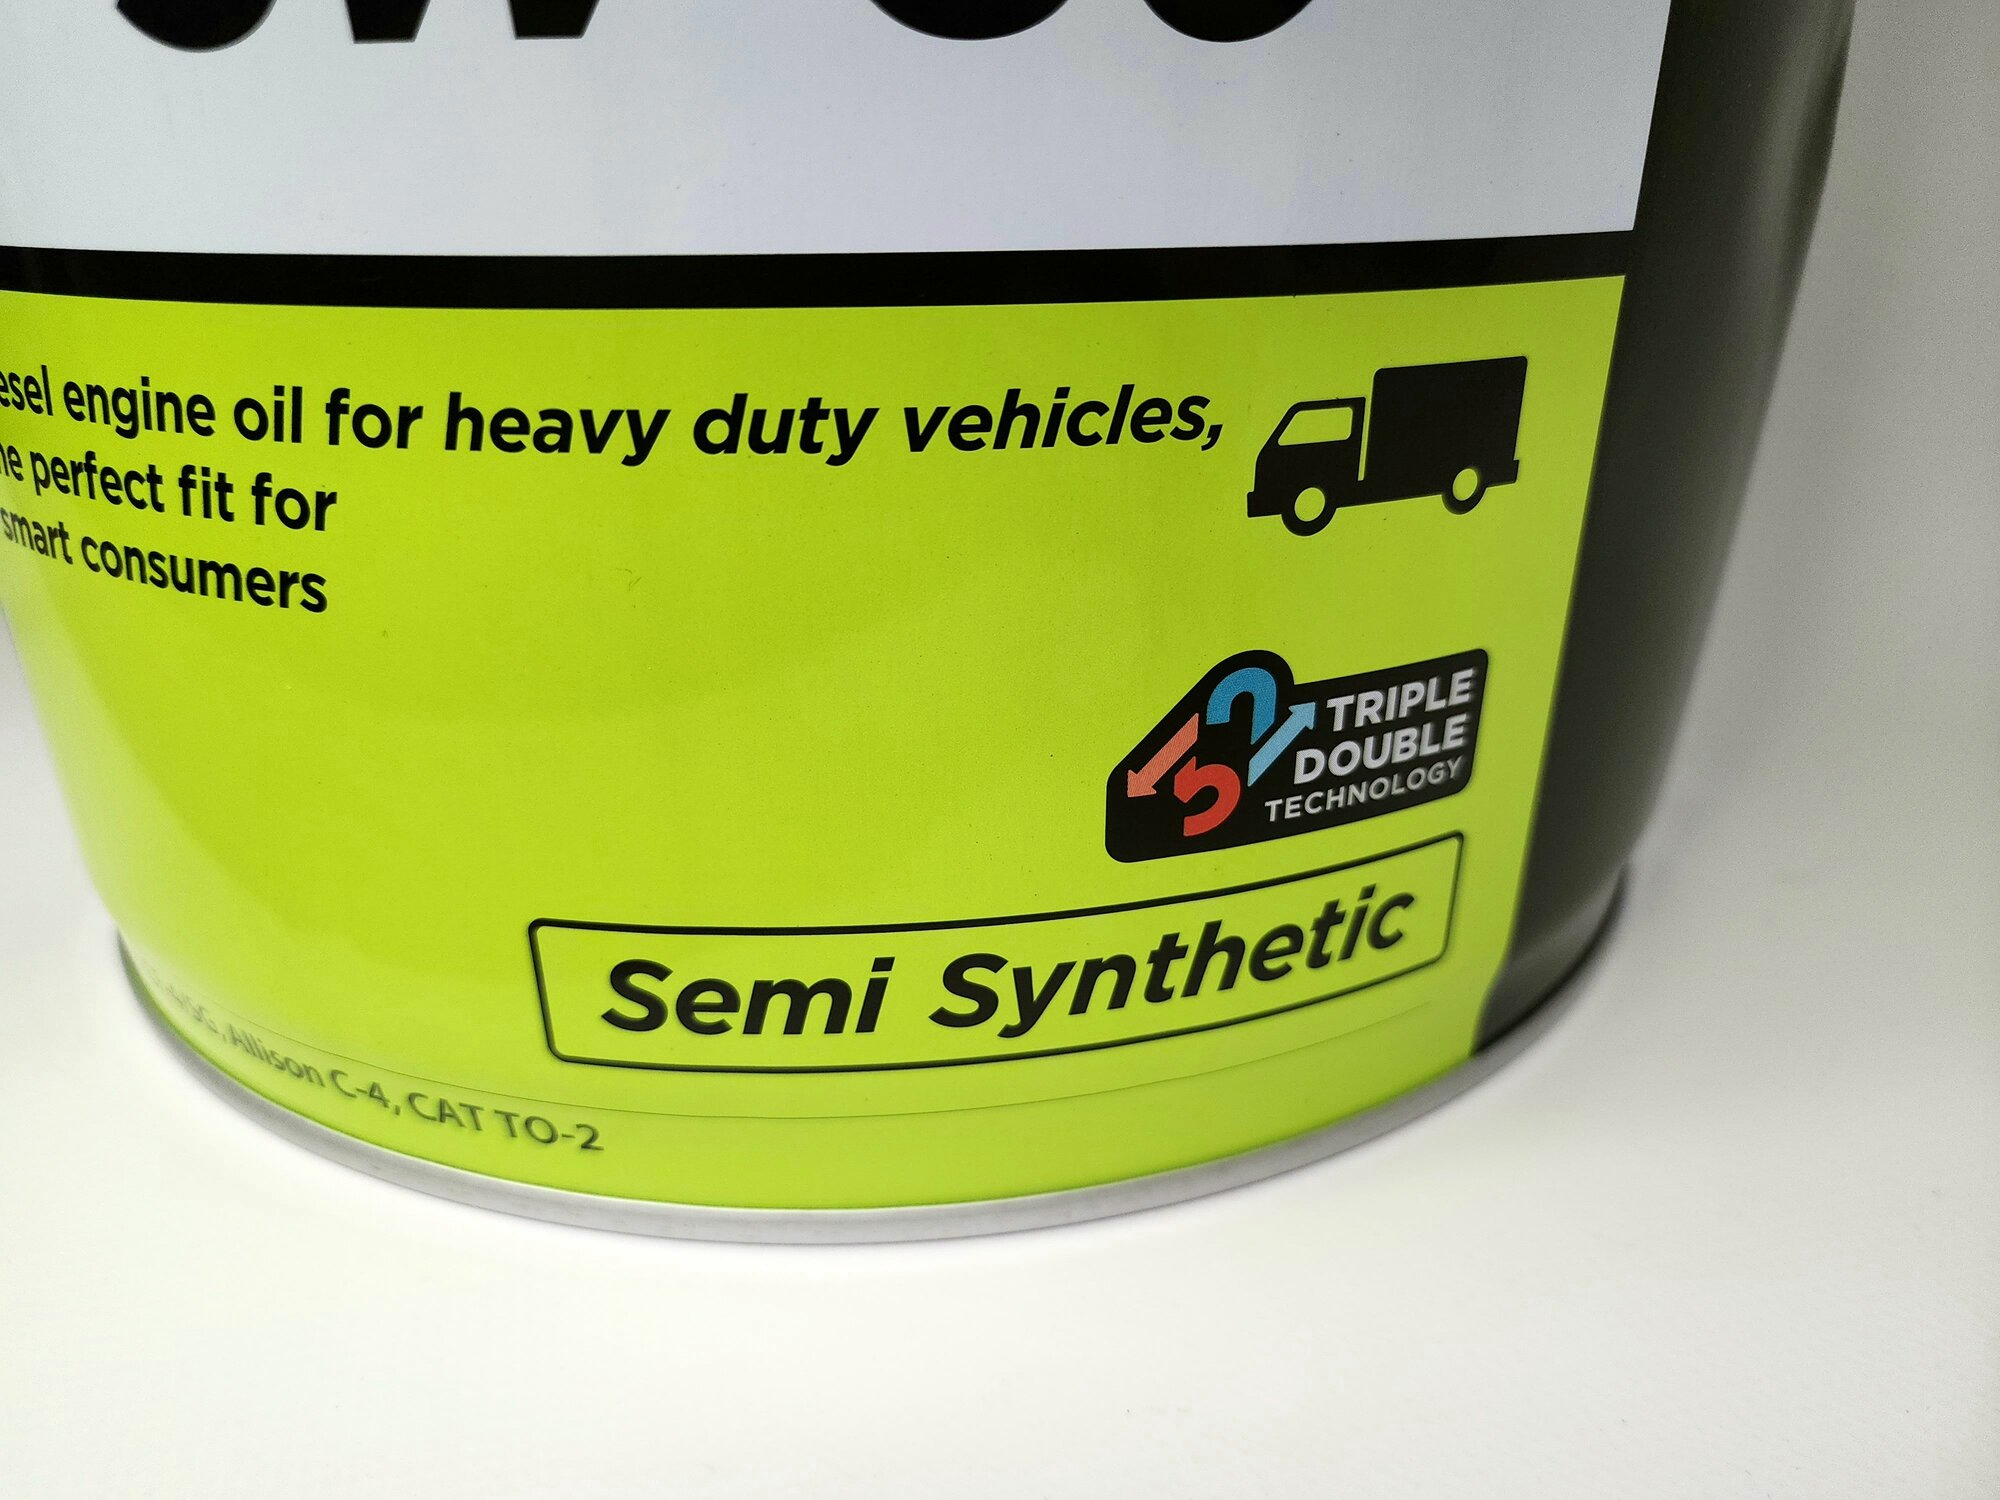 engine oil for heavy duty vehicles,
perfect fit for
smart consumers
TRIPLE
DOUBLE
TECHNOLOGY
Semi Synthetic
Allison C-4, CAT TO-2